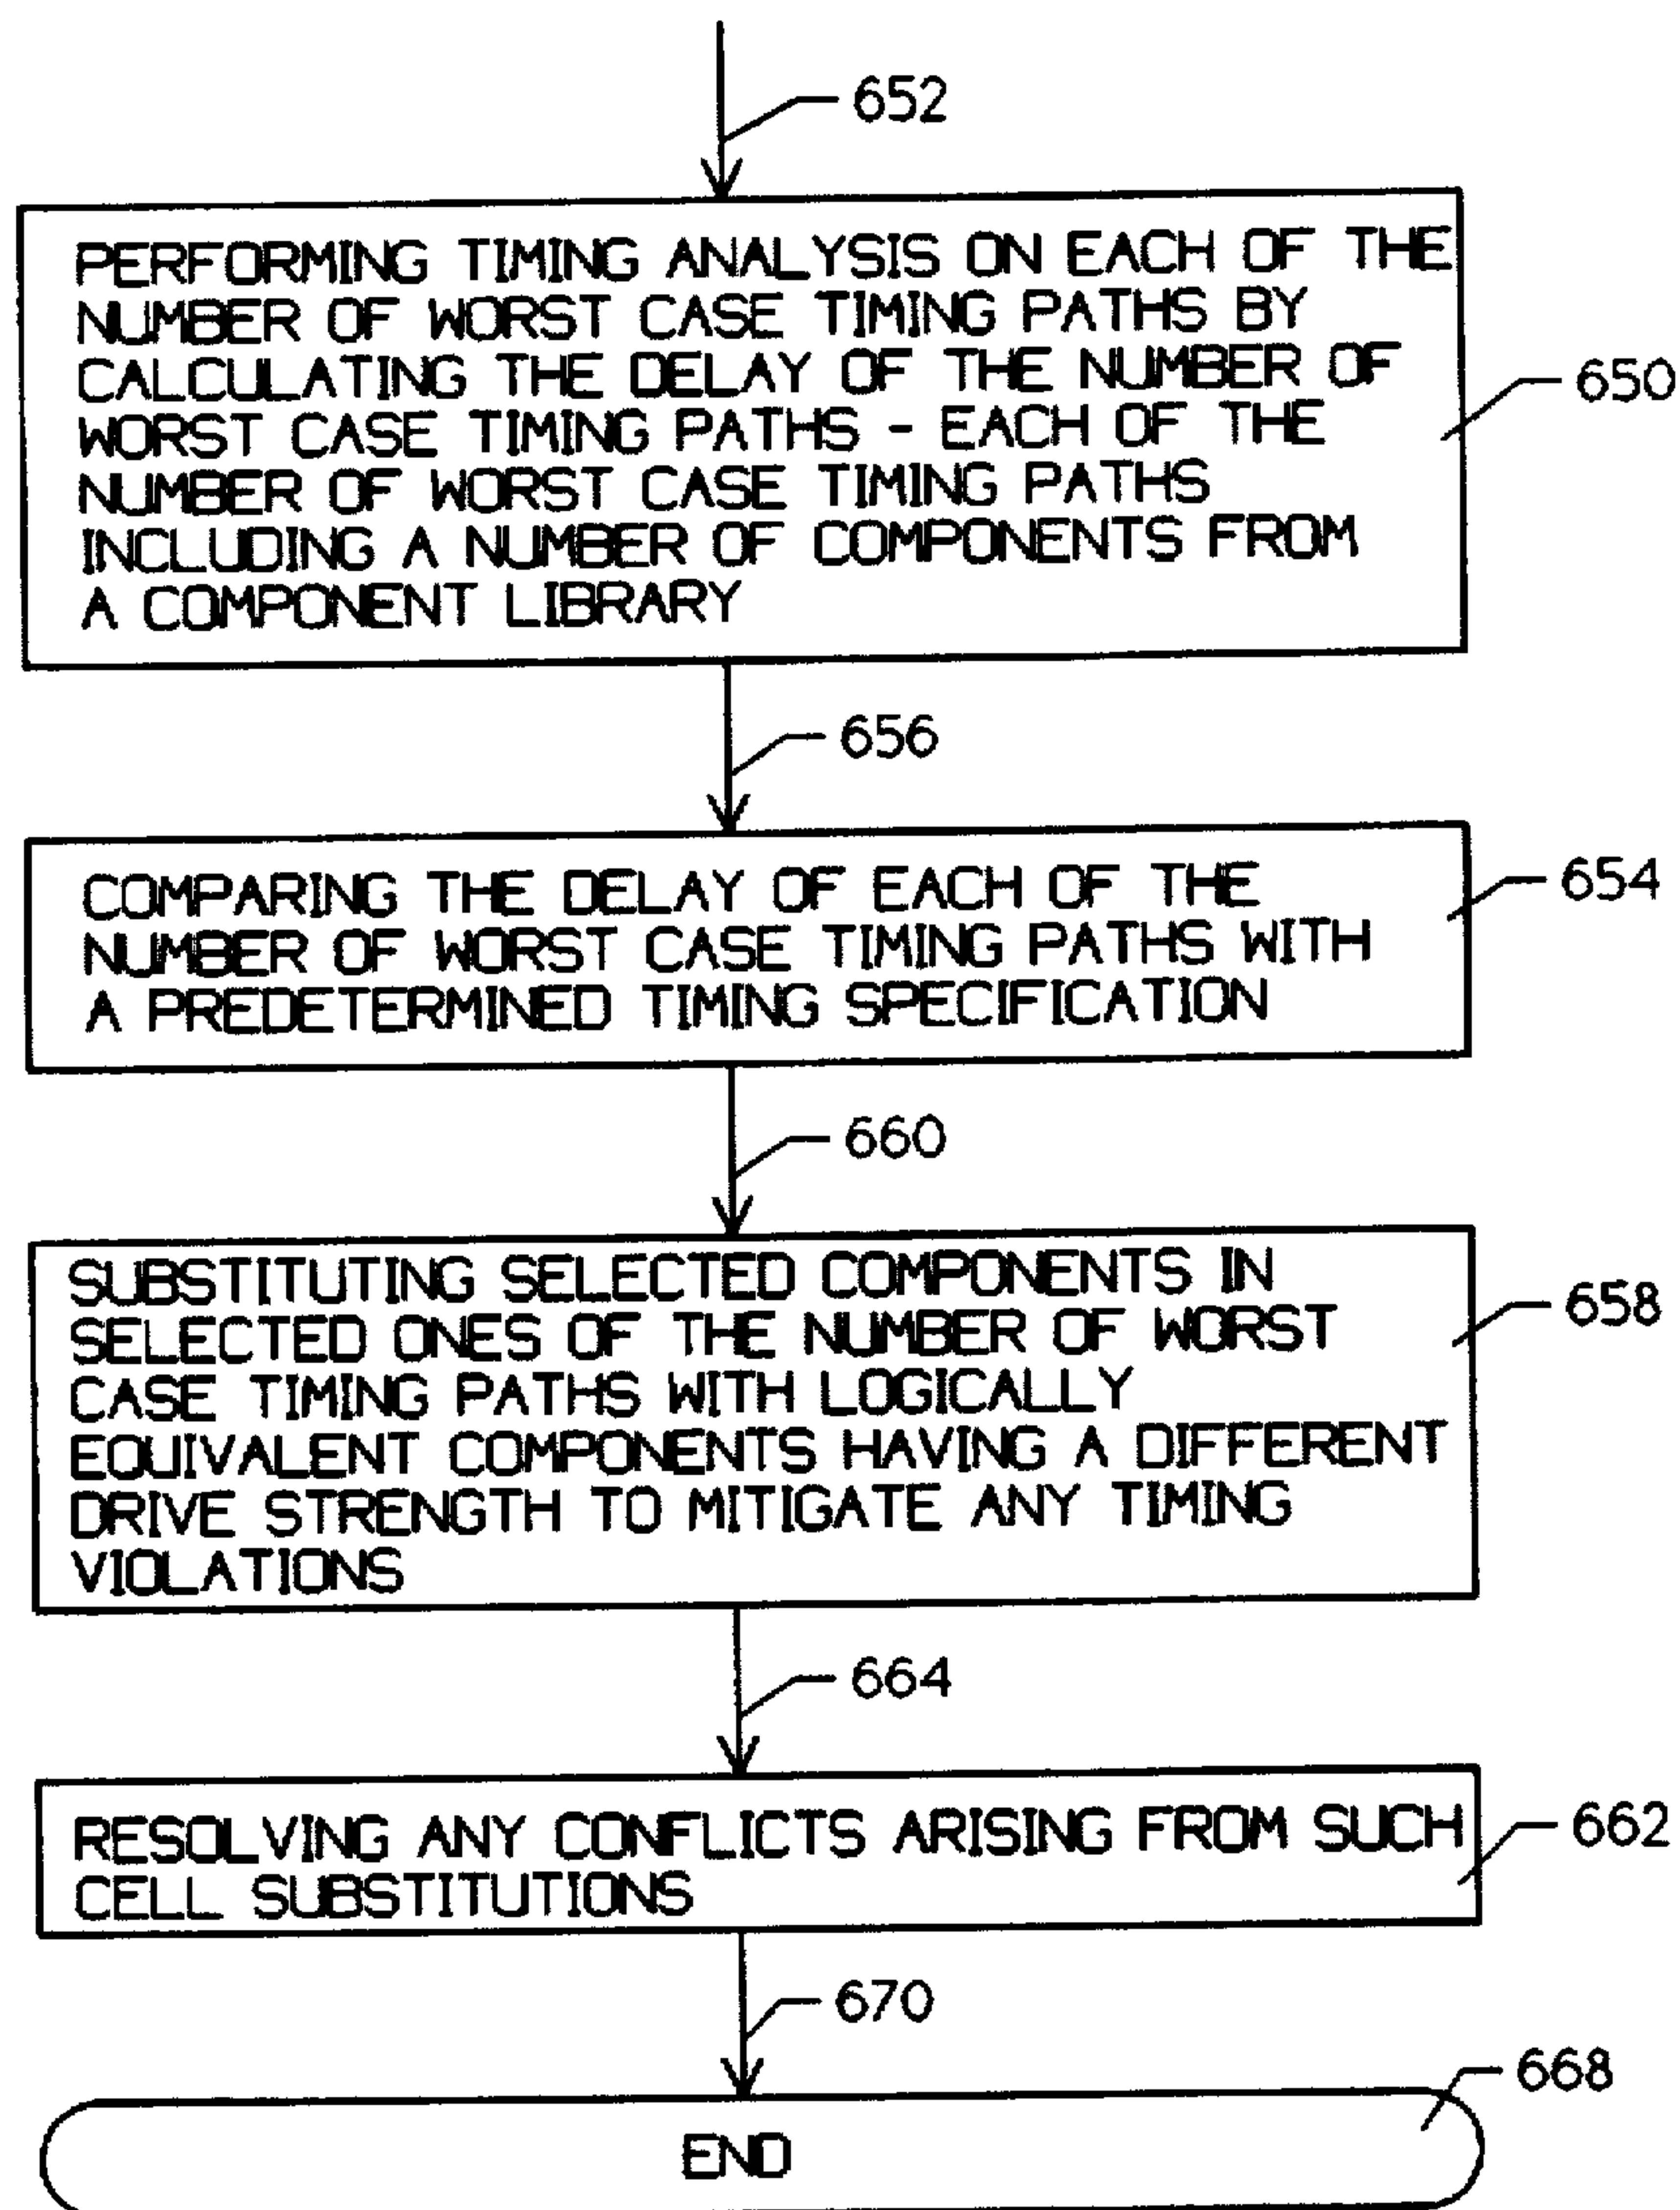 652
PERFORMING TIMING ANALYSIS ON EACH OF THE
NUMBER OF WORST CASE TIMING PATHS BY
CALCULATING THE DELAY OF THE NUMBER OF
WORST CASE TIMING PATHS - EACH OF THE
NUMBER OF WORST CASE TIMING PATHS
INCLUDING A NUMBER OF COMPONENTS FROM
A COMPONENT LIBRARY
650
656
COMPARING THE DELAY OF EACH OF THE
NUMBER OF WORST CASE TIMING PATHS WITH
A PREDETERMINED TIMING SPECIFICATION
654
660
SUBSTITUTING SELECTED COMPONENTS IN
SELECTED ONES OF THE NUMBER OF WORST
CASE TIMING PATHS WITH LOGICALLY
EQUIVALENT COMPONENTS HAVING A DIFFERENT
DRIVE STRENGTH TO MITIGATE ANY TIMING
VIOLATIONS
658
664
RESOLVING ANY CONFLICTS ARISING FROM SUCH
CELL SUBSTITUTIONS
662
670
668
END